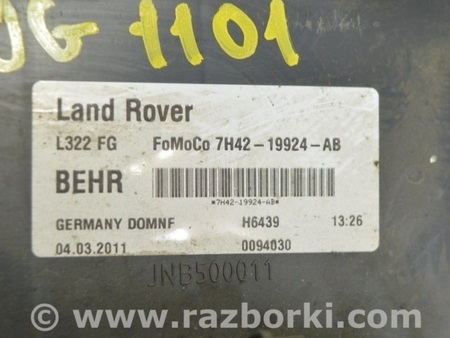 JG 1101
Land Rover
L322 FG FoMoCo 7H42-19924-AB
BEHR
*7H42-19924-AB*
GERMANY DOMNF H6439 13:26
04.03.2011 0094030
JNB500011
© www.razborki.com